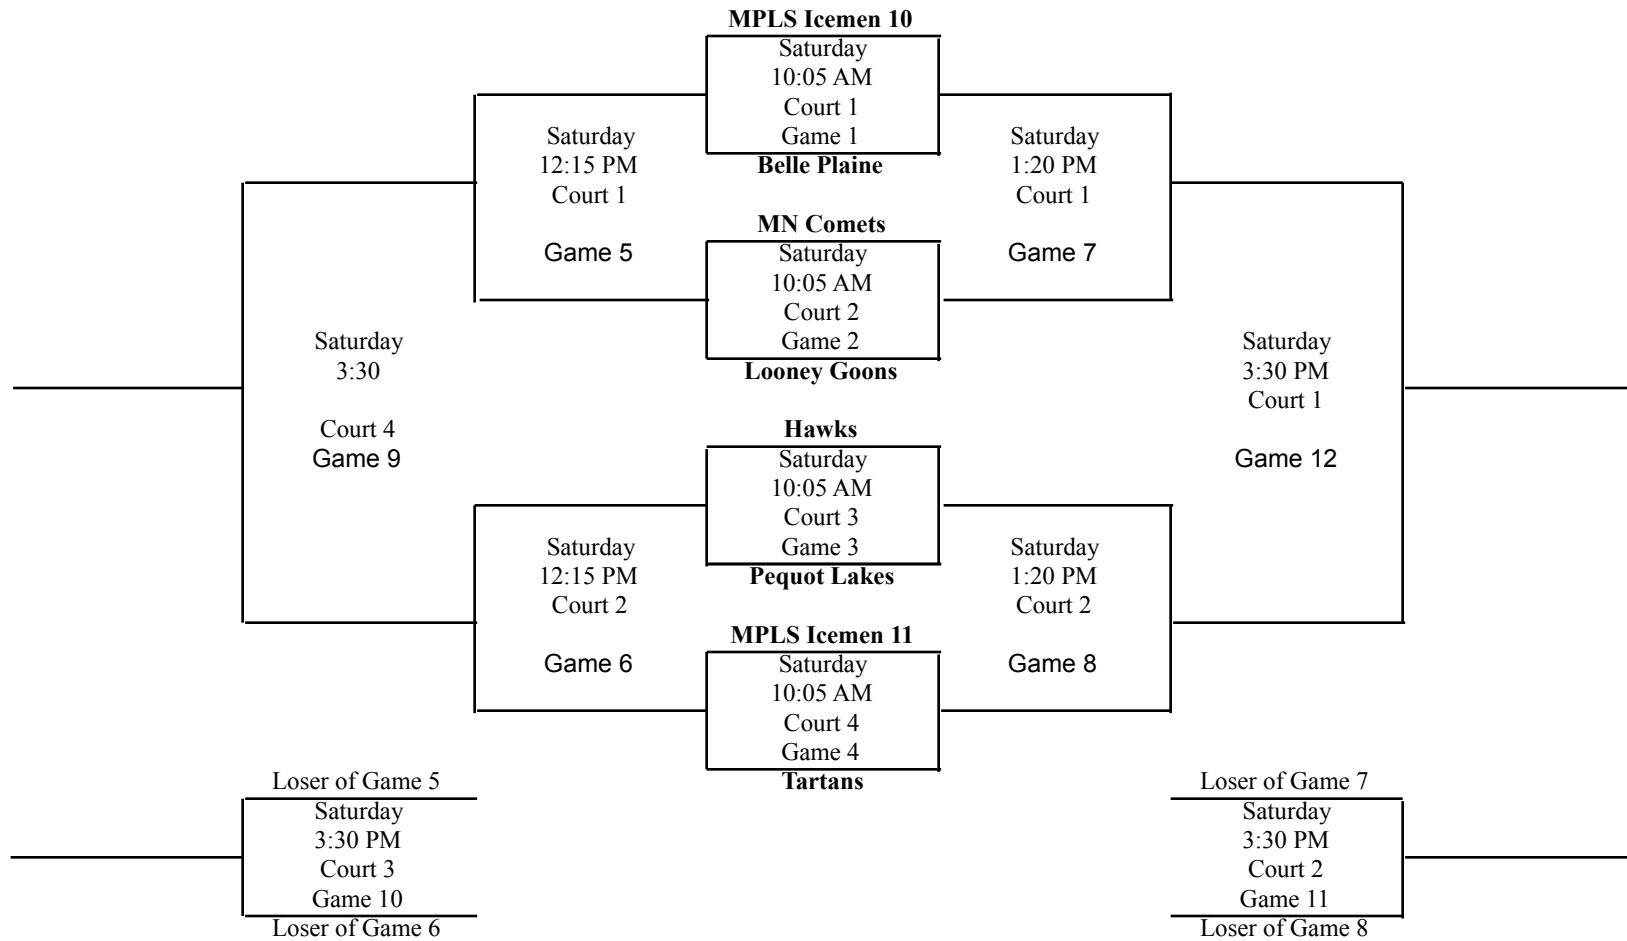 MPLS Icemen 10
Saturday
10:05 AM
Court 1
Game 1
Belle Plaine
Saturday
12:15 PM
Court 1
Game 5
Saturday
1:20 PM
Court 1
Game 7
MN Comets
Saturday
10:05 AM
Court 2
Game 2
Looney Goons
Saturday
3:30
Court 4
Game 9
Saturday
3:30 PM
Court 1
Game 12
Hawks
Saturday
10:05 AM
Court 3
Game 3
Pequot Lakes
Saturday
12:15 PM
Court 2
Game 6
Saturday
1:20 PM
Court 2
Game 8
MPLS Icemen 11
Saturday
10:05 AM
Court 4
Game 4
Tartans
Loser of Game 5
Saturday
3:30 PM
Court 3
Game 10
Loser of Game 6
Loser of Game 7
Saturday
3:30 PM
Court 2
Game 11
Loser of Game 8